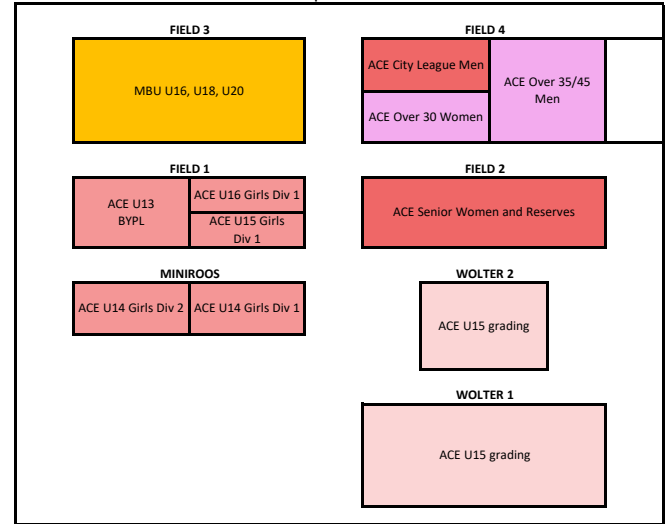 FIELD 3
FIELD 4
MBU U16, U18, U20
ACE City League Men
ACE Over 35/45
Men
ACE Over 30 Women
FIELD 1
FIELD 2
ACE U13
BYPL
ACE U16 Girls Div 1
ACE U15 Girls
Div 1
ACE Senior Women and Reserves
MINIROOS
WOLTER 2
ACE U14 Girls Div 2
ACE U14 Girls Div 1
ACE U15 grading
WOLTER 1
ACE U15 grading